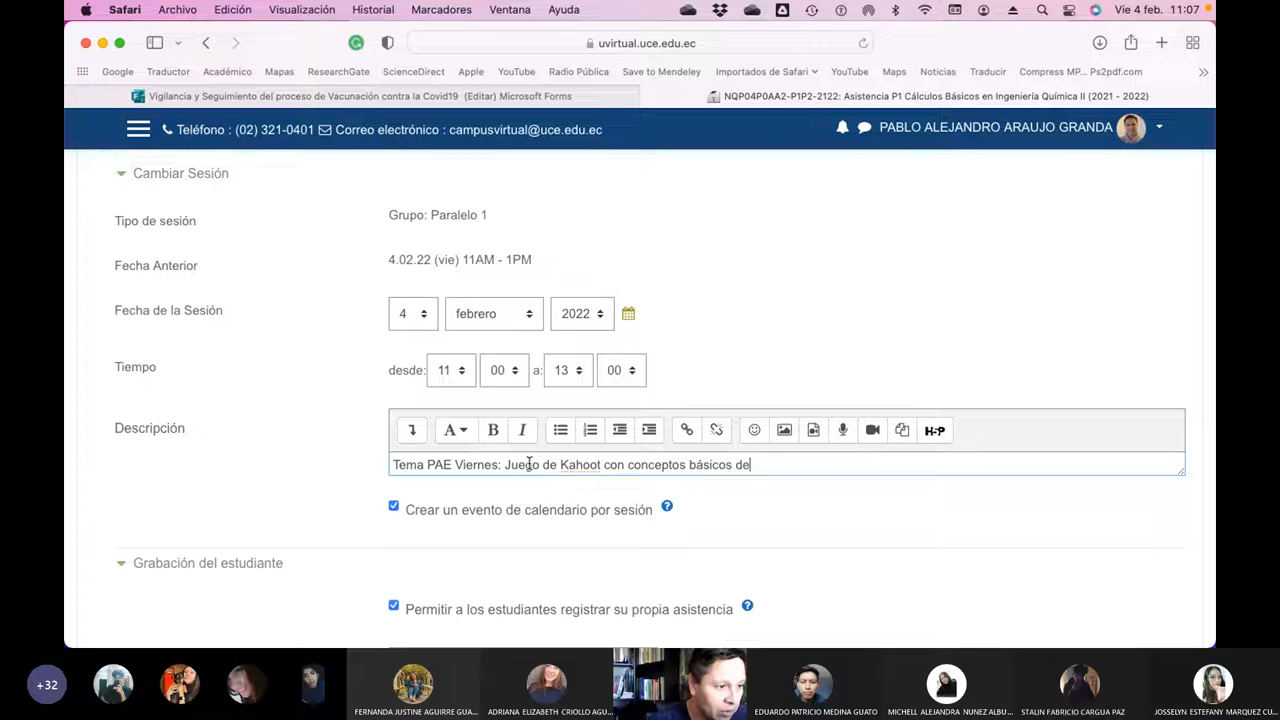 Safari Archivo Edición Visualización Historial Marcadores Ventana Ayuda Vie 4 feb. 11:07
uvirtual.uce.edu.ec
Google Traductor Académico Mapas ResearchGate ScienceDirect Apple YouTube Radio Pública Save to Mendeley Importados de Safari YouTube Maps Noticias Traducir Compress MP... Ps2pdf.com
Vigilancia y Seguimiento del proceso de Vacunación contra la Covid19 (Editar) Microsoft Forms NQP04P0AA2-P1P2-2122: Asistencia P1 Cálculos Básicos en Ingeniería Química II (2021 - 2022)
Teléfono : (02) 321-0401 Correo electrónico : campusvirtual@uce.edu.ec PABLO ALEJANDRO ARAUJO GRANDA
Cambiar Sesión
Tipo de sesión Grupo: Paralelo 1
Fecha Anterior 4.02.22 (vie) 11AM - 1PM
Fecha de la Sesión 4 febrero 2022
Tiempo desde: 11 00 a: 13 00
Descripción A B I H-P
Tema PAE Viernes: Juego de Kahoot con conceptos básicos de
Crear un evento de calendario por sesión
Grabación del estudiante
Permitir a los estudiantes registrar su propia asistencia
+32 FERNANDA JUSTINE AGUIRRE GUA... ADRIANA ELIZABETH CRIOLLO AGU... EDUARDO PATRICIO MEDINA GUATO MICHELL ALEJANDRA NUNEZ ALBU... STALIN FABRICIO CARGUA PAZ JOSSELYN ESTEFANY MARQUEZ CU...